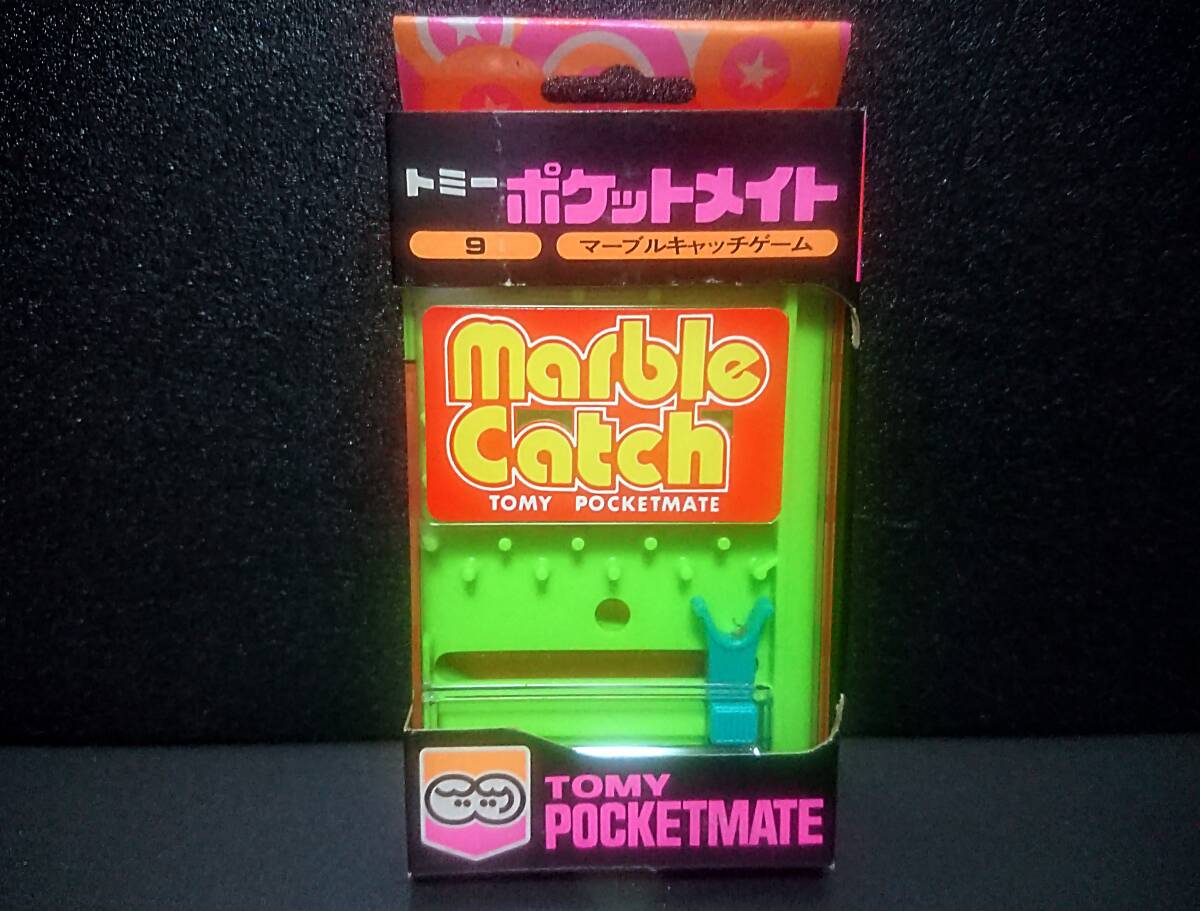 トミー ポケットメイト
9 マーブルキャッチゲーム
Marble
Catch
TOMY POCKETMATE
TOMY
POCKETMATE